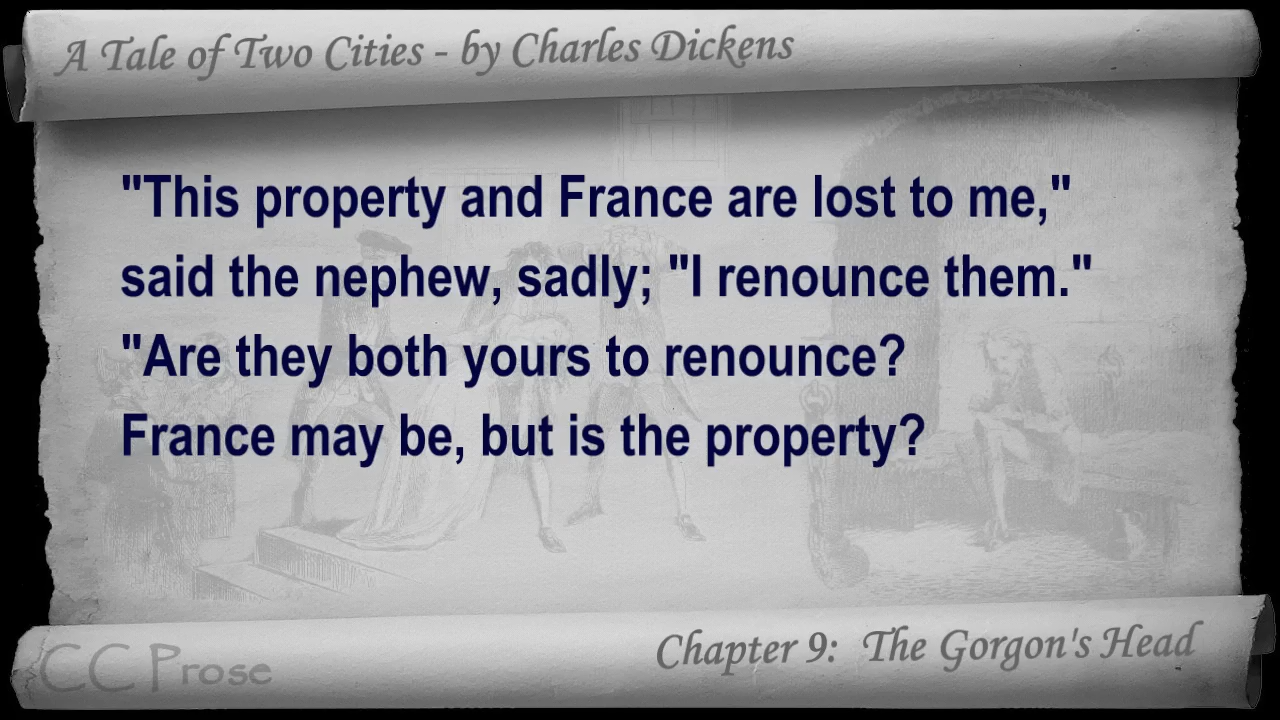 A Tale of Two Cities - by Charles Dickens
"This property and France are lost to me,"
said the nephew, sadly; "I renounce them."
"Are they both yours to renounce?
France may be, but is the property?
CC Prose
Chapter 9: The Gorgon's Head